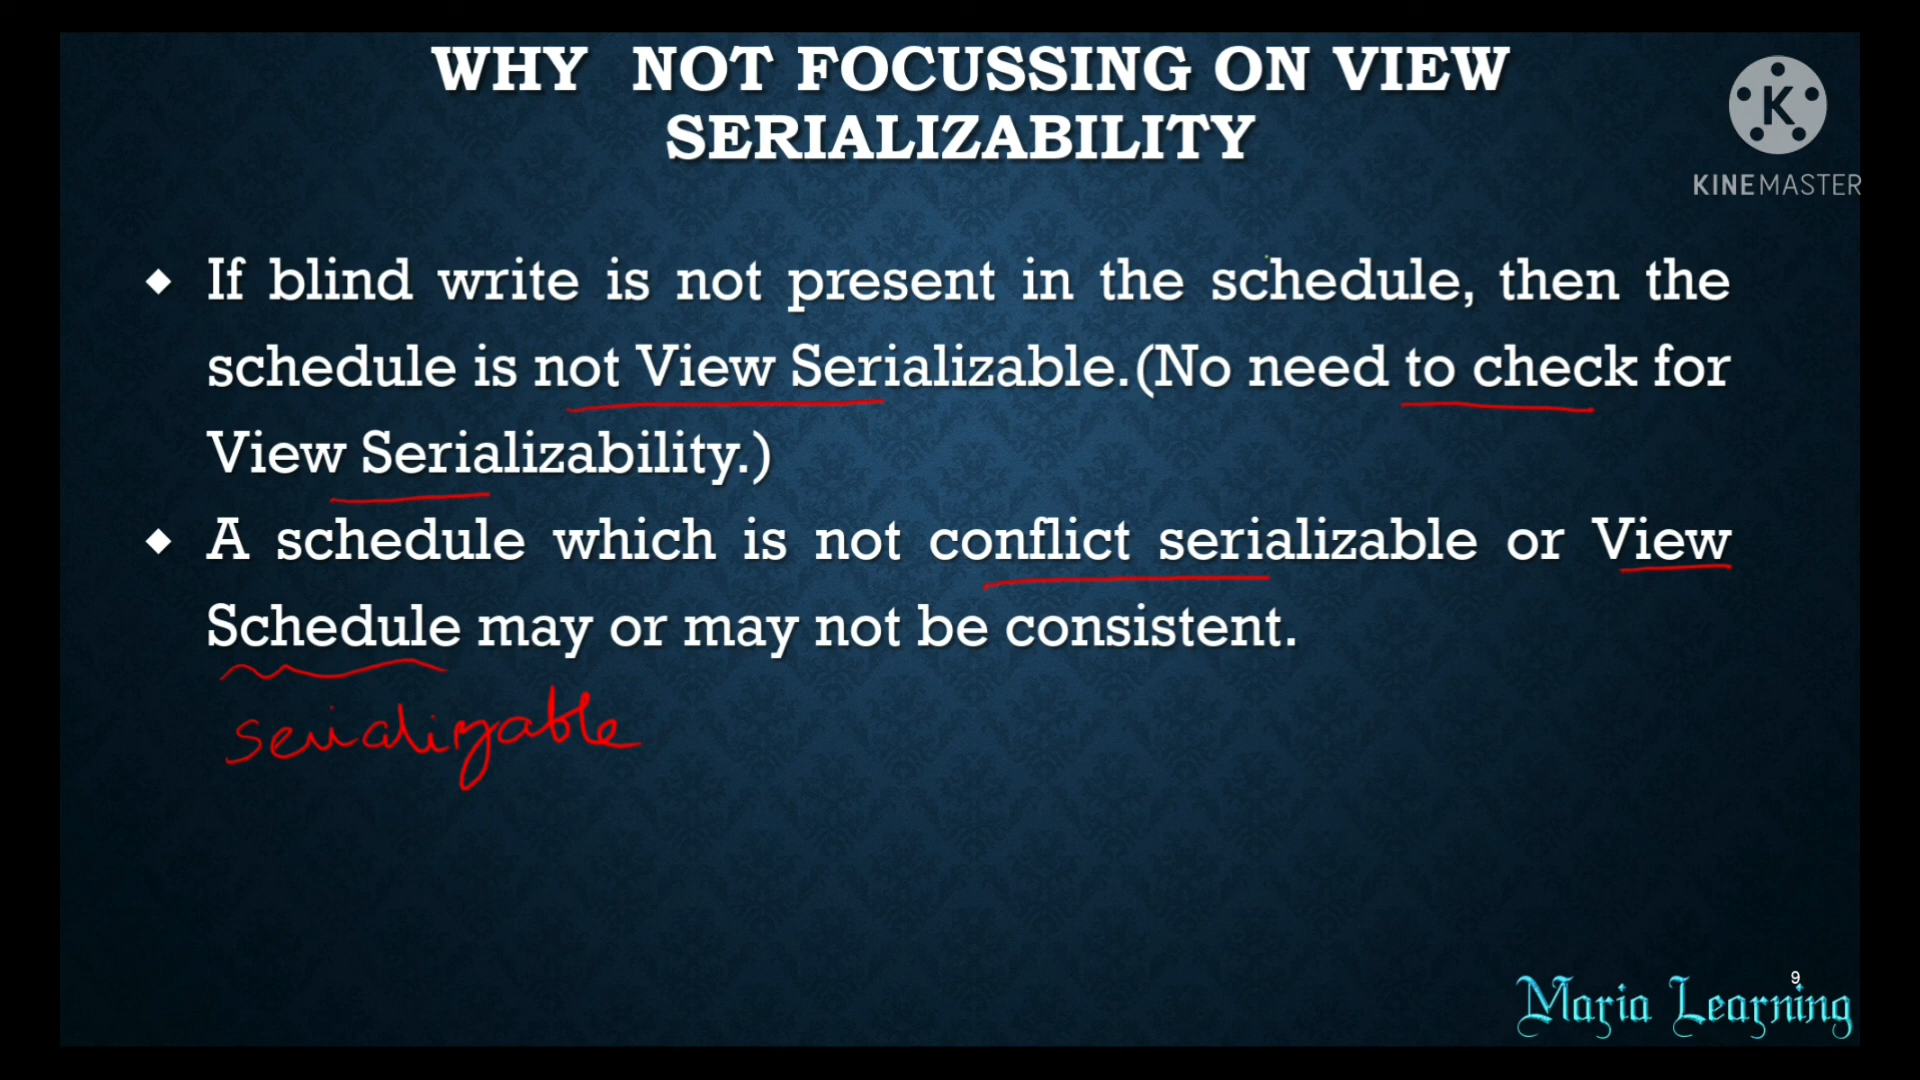 WHY NOT FOCUSSING ON VIEW
SERIALIZABILITY
K
KINEMASTER
If blind write is not present in the schedule, then the
schedule is not View Serializable.(No need to check for
View Serializability.)
A schedule which is not conflict serializable or View
Schedule may or may not be consistent.
serializable
9
Maria Learning